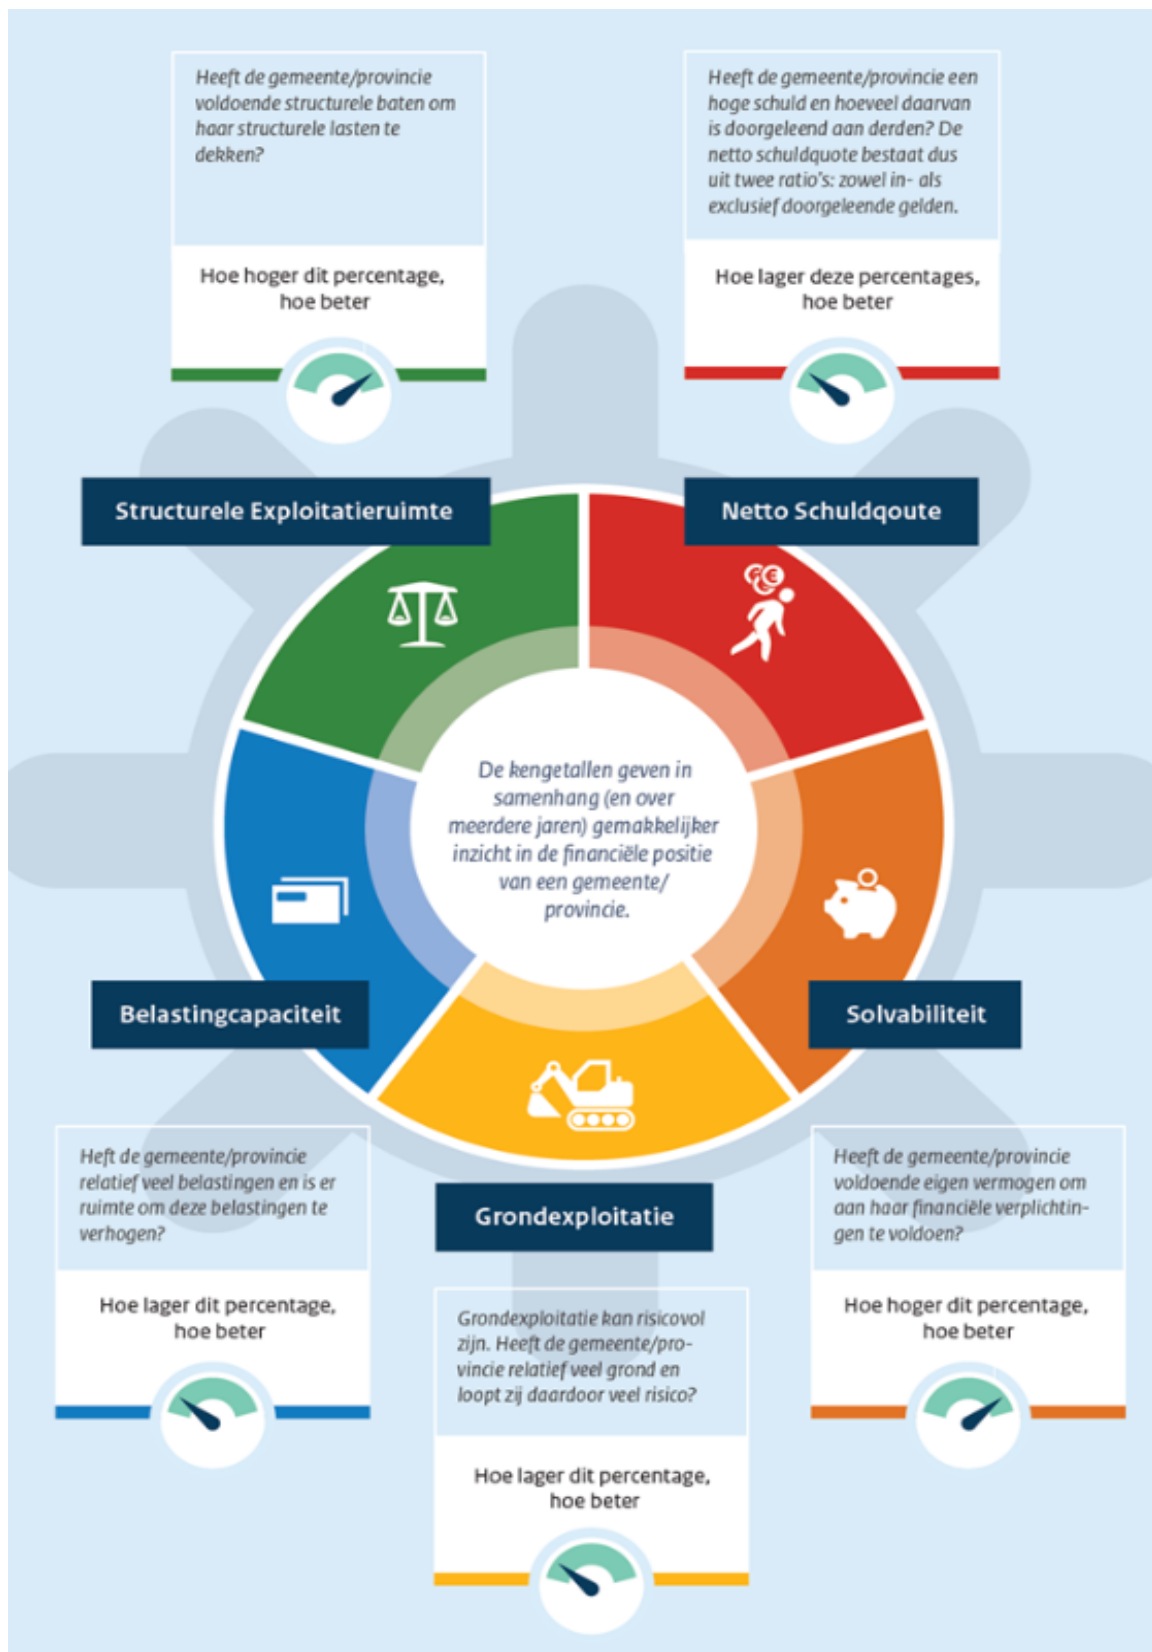 Heeft de gemeente/provincie
voldoende structurele baten om
haar structurele lasten te
dekken?
Hoe hoger dit percentage,
hoe beter
Structurele Exploitatieruimte
Heeft de gemeente/provincie een
hoge schuld en hoeveel daarvan
is doorgeleend aan derden? De
netto schuldquote bestaat dus
uit twee ratio's: zowel in- als
exclusief doorgeleende gelden.
Hoe lager deze percentages,
hoe beter
Netto Schuldqoute
De kengetallen geven in
samenhang (en over
meerdere jaren) gemakkelijker
inzicht in de financiële positie
van een gemeente/
provincie.
Belastingcapaciteit
Heft de gemeente/provincie
relatief veel belastingen en is er
ruimte om deze belastingen te
verhogen?
Hoe lager dit percentage,
hoe beter
Grondexploitatie
Grondexploitatie kan risicovol
zijn. Heeft de gemeente/pro-
vincie relatief veel grond en
loopt zij daardoor veel risico?
Hoe lager dit percentage,
hoe beter
Solvabiliteit
Heeft de gemeente/provincie
voldoende eigen vermogen om
aan haar financiële verplichtin-
gen te voldoen?
Hoe hoger dit percentage,
hoe beter